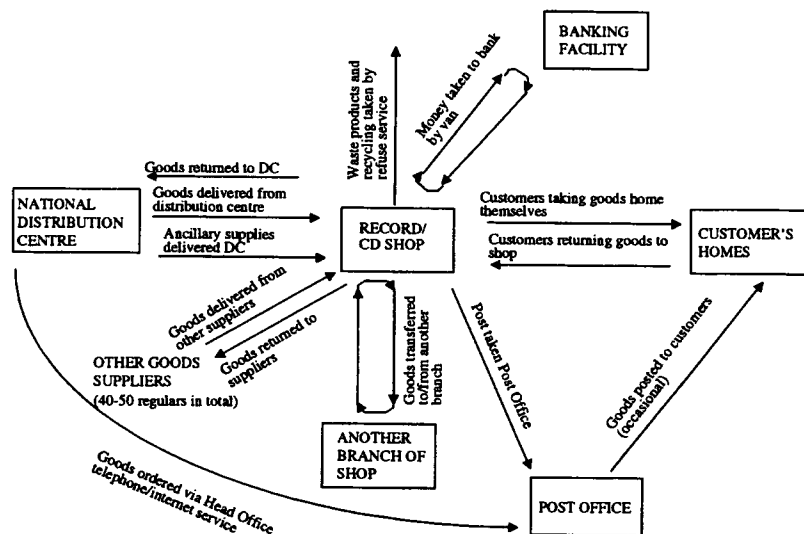 BANKING
FACILITY
Waste products and
recycling taken by
refuse service
Money taken to bank
by van
Goods returned to DC
Goods delivered from
distribution centre
Ancillary supplies
delivered DC
NATIONAL
DISTRIBUTION
CENTRE
RECORD/
CD SHOP
Customers taking goods home
themselves
Customers returning goods to
shop
CUSTOMER'S
HOMES
Goods delivered from
other suppliers
Goods returned to
suppliers
OTHER GOODS
SUPPLIERS
(40-50 regulars in total)
Goods transferred
to/from another
branch
Post taken Post Office
Goods posted to customers
(occasional)
ANOTHER
BRANCH OF
SHOP
Goods ordered via Head Office
telephone/internet service
POST OFFICE